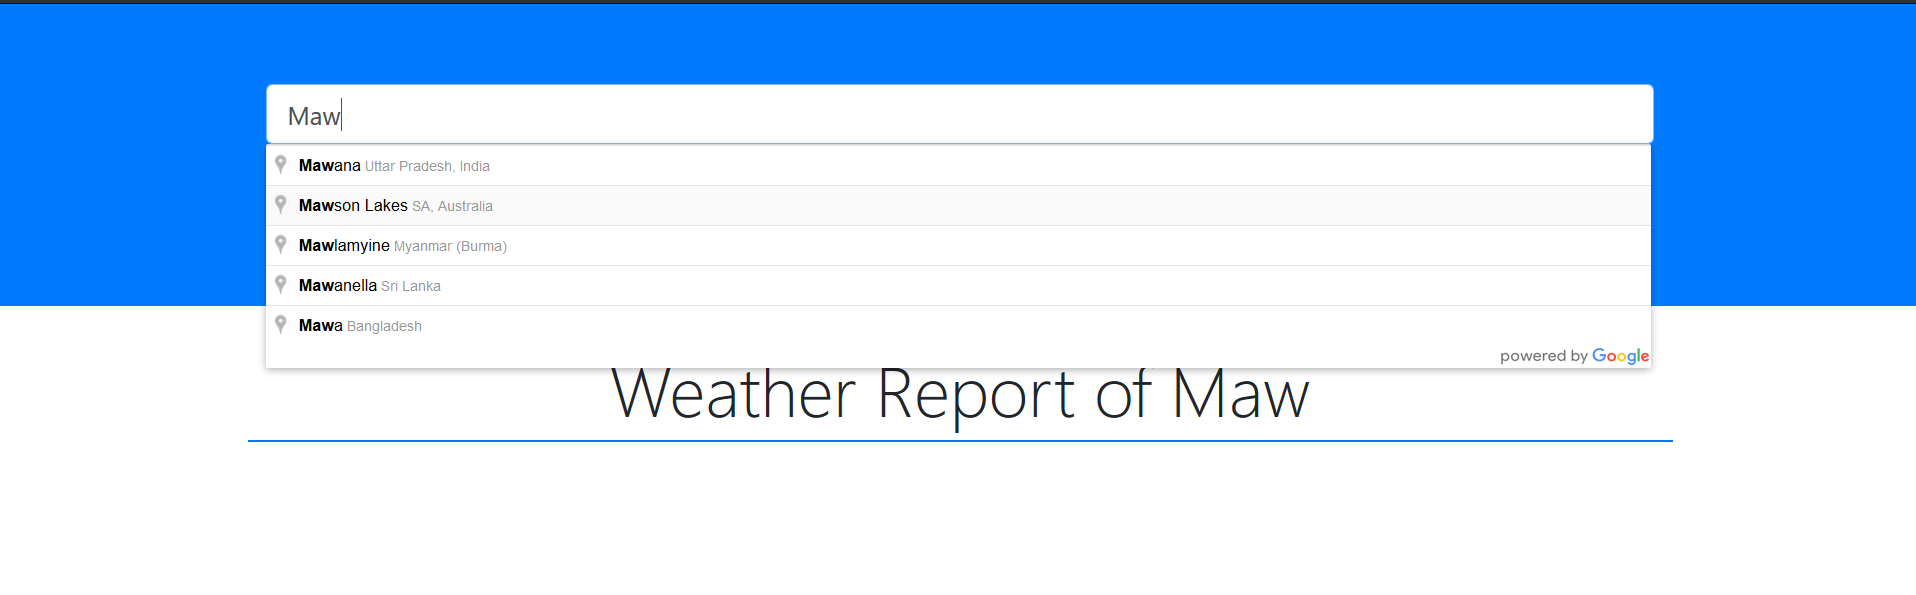 Maw
Mawana Uttar Pradesh, India
Mawson Lakes SA, Australia
Mawlamyine Myanmar (Burma)
Mawanella Sri Lanka
Mawa Bangladesh
powered by Google
Weather Report of Maw